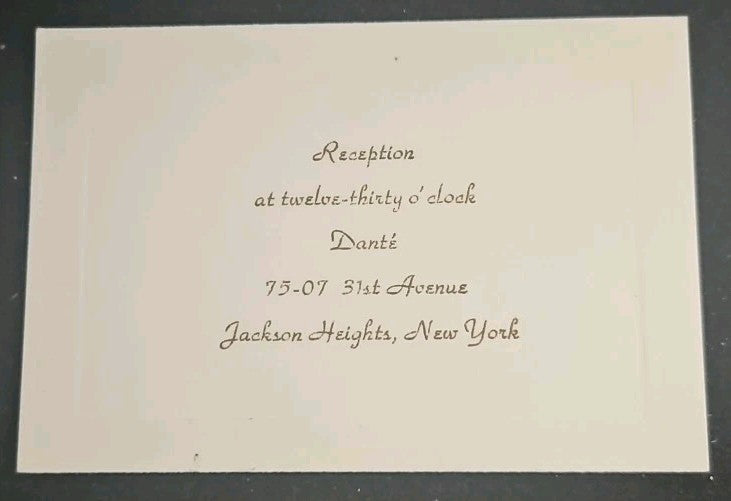 Reception
at twelve-thirty o'clock
Danté
75-07 31st Avenue
Jackson Heights, New York